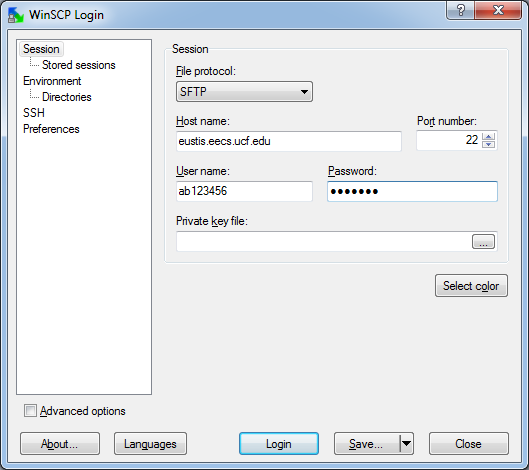 WinSCP Login
?
Session
Stored sessions
Environment
Directories
SSH
Preferences
Session
File protocol:
SFTP
Host name:
Port number:
eustis.eecs.ucf.edu
22
User name:
Password:
ab123456
●●●●●●●
Private key file:
...
Select color
Advanced options
About...
Languages
Login
Save...
Close